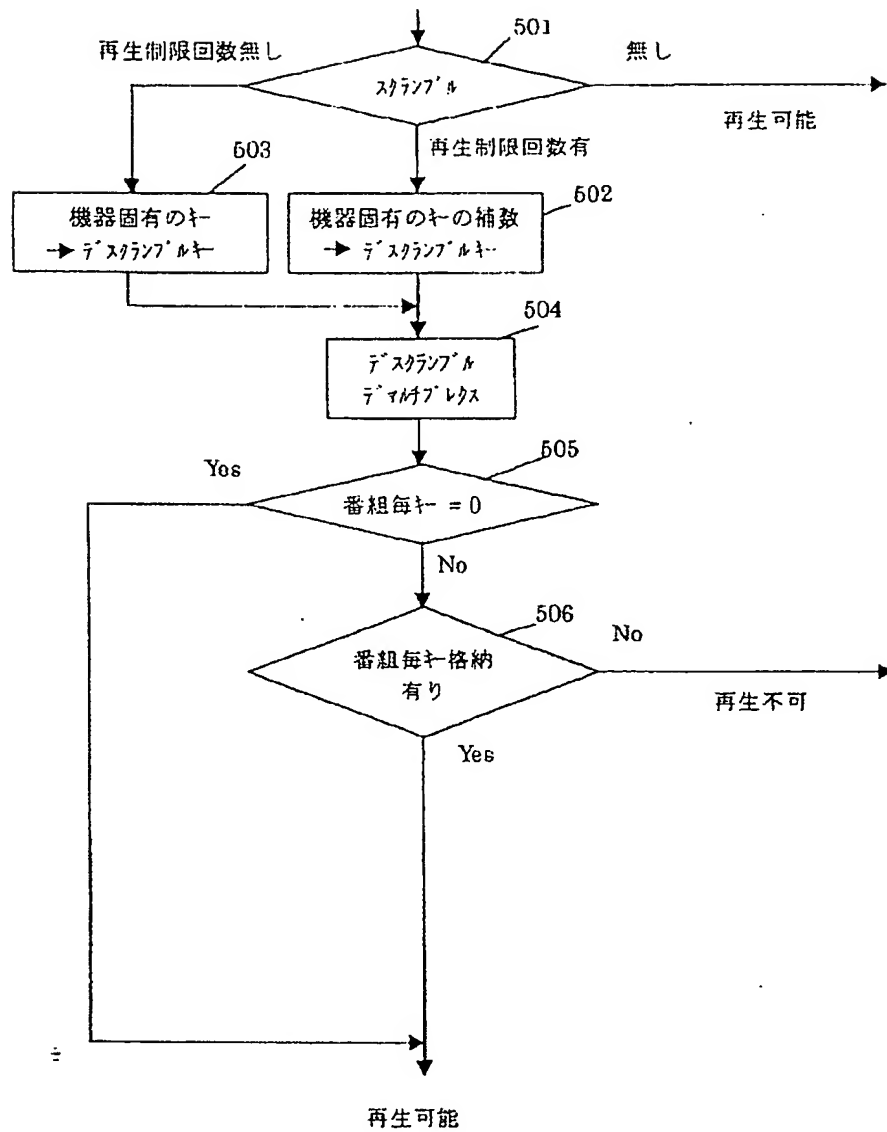 501
再生制限回数無し
無し
スクランブル
再生可能
再生制限回数有
503
502
機器固有のキー
→ デスクランブルキー
機器固有のキーの補数
→ デスクランブルキー
504
デスクランブル
デマルチプレクス
505
Yes
番組毎キー = 0
No
506
No
番組毎キー格納
有り
再生不可
Yes
再生可能